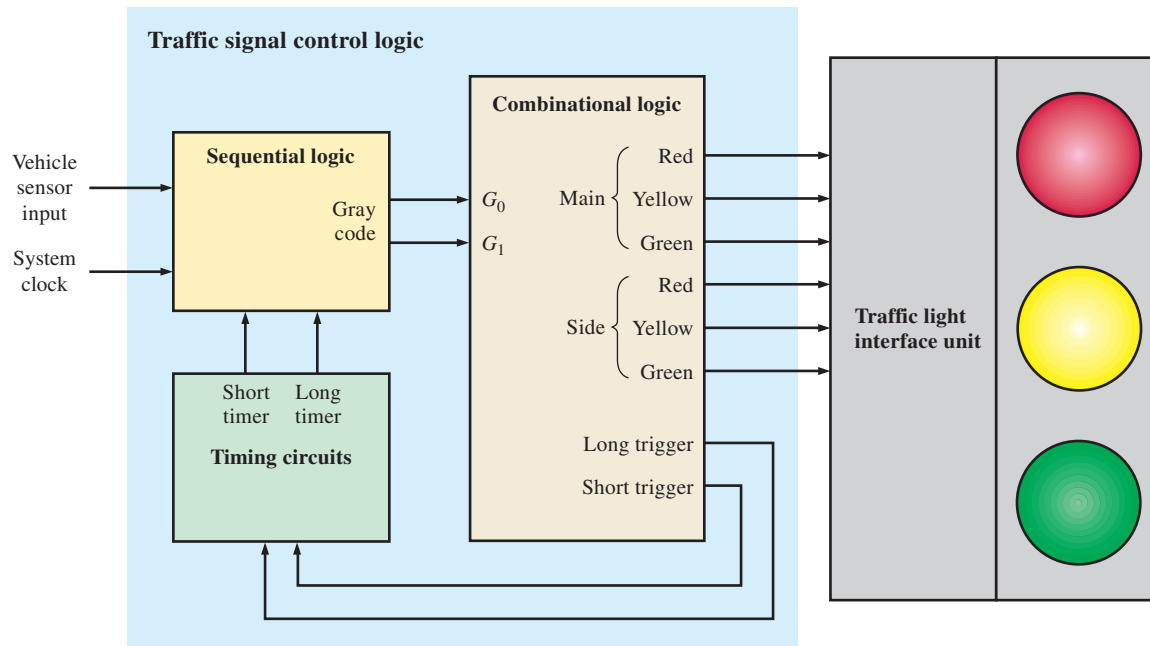 Traffic signal control logic
Vehicle
sensor
input
System
clock
Sequential logic
Gray
code
Short
timer
Long
timer
Timing circuits
Combinational logic
G0
G1
Main
Red
Yellow
Green
Side
Red
Yellow
Green
Long trigger
Short trigger
Traffic light
interface unit